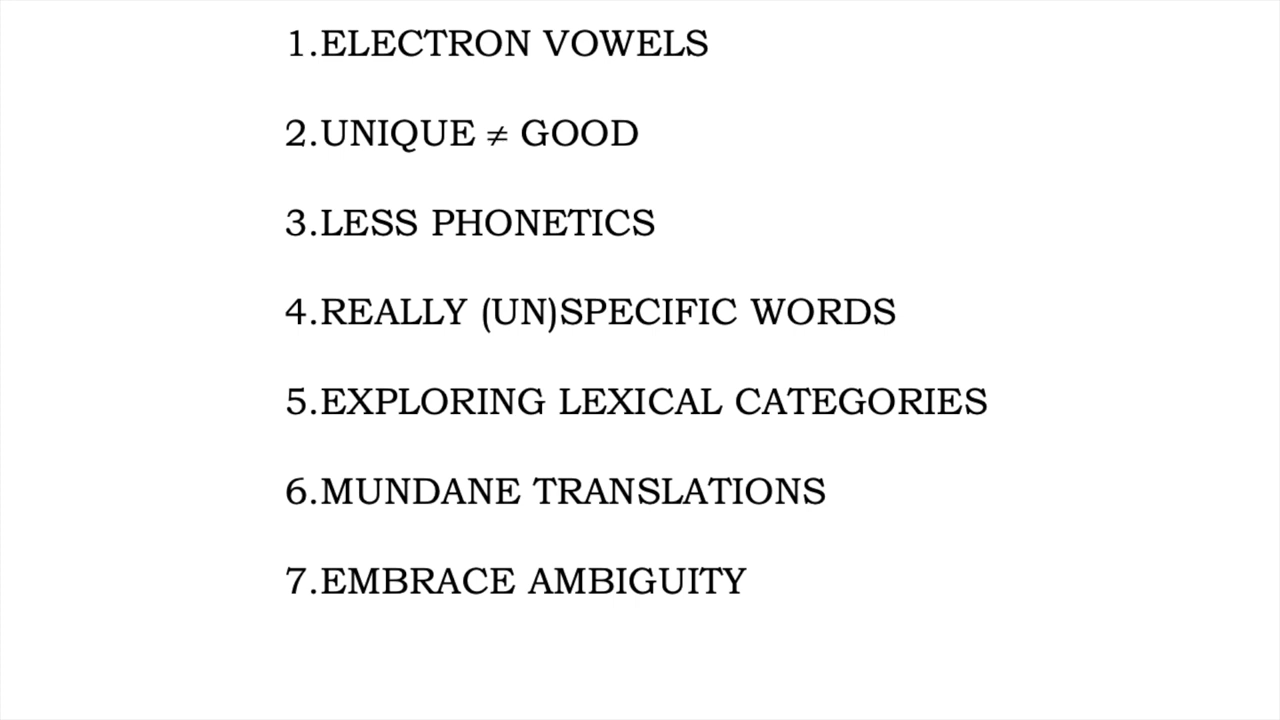 1.ELECTRON VOWELS
2.UNIQUE ≠ GOOD
3.LESS PHONETICS
4.REALLY (UN)SPECIFIC WORDS
5.EXPLORING LEXICAL CATEGORIES
6.MUNDANE TRANSLATIONS
7.EMBRACE AMBIGUITY